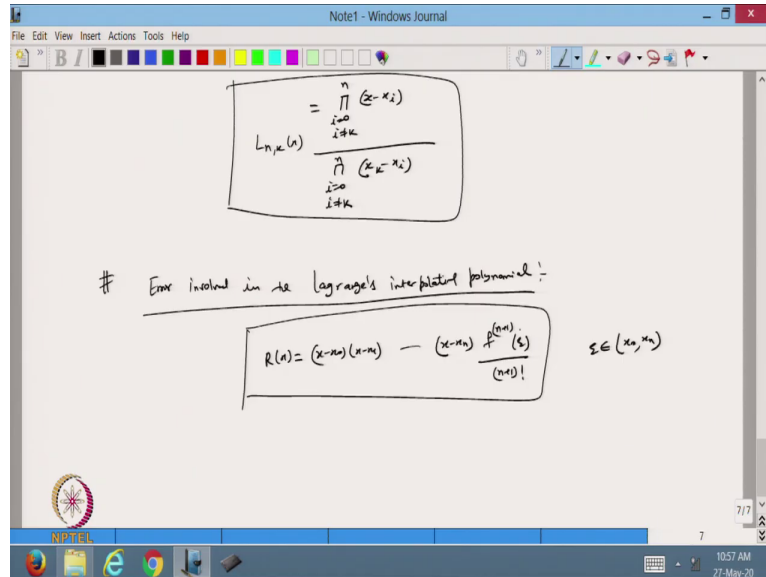 Note1 - Windows Journal
File Edit View Insert Actions Tools Help
B I
n
= Π (x-xi)
i=0
i≠k
Ln,k(x)
n
Π (xk-xi)
i=0
i≠k
# Error involved in the Lagrange's interpolational polynomial :-
R(x) = (x-x0)(x-x1) — (x-xn) f^(n+1)(ξ) / (n+1)! ξ∈(x0,xn)
7/7
NPTEL
7
10:57 AM
27-May-20